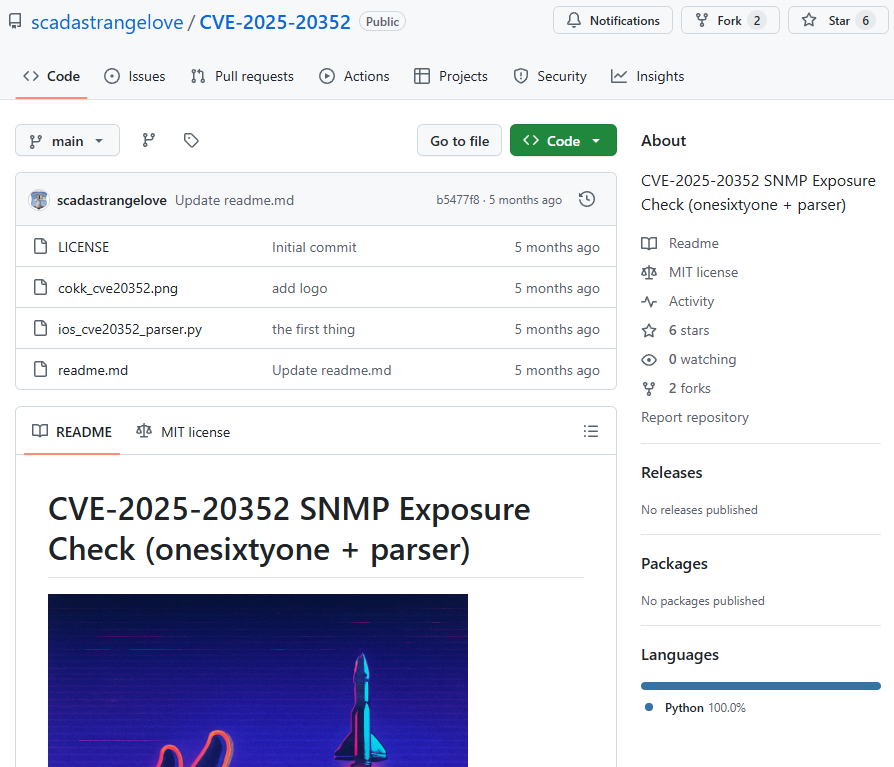 scadastrangelove / CVE-2025-20352 Public
Notifications
Fork 2
Star 6
Code
Issues
Pull requests
Actions
Projects
Security
Insights
main
Go to file
Code
scadastrangelove Update readme.md b5477f8 · 5 months ago
LICENSE Initial commit 5 months ago
cokk_cve20352.png add logo 5 months ago
ios_cve20352_parser.py the first thing 5 months ago
readme.md Update readme.md 5 months ago
README MIT license
CVE-2025-20352 SNMP Exposure
Check (onesixtyone + parser)
About
CVE-2025-20352 SNMP Exposure
Check (onesixtyone + parser)
Readme
MIT license
Activity
6 stars
0 watching
2 forks
Report repository
Releases
No releases published
Packages
No packages published
Languages
Python 100.0%